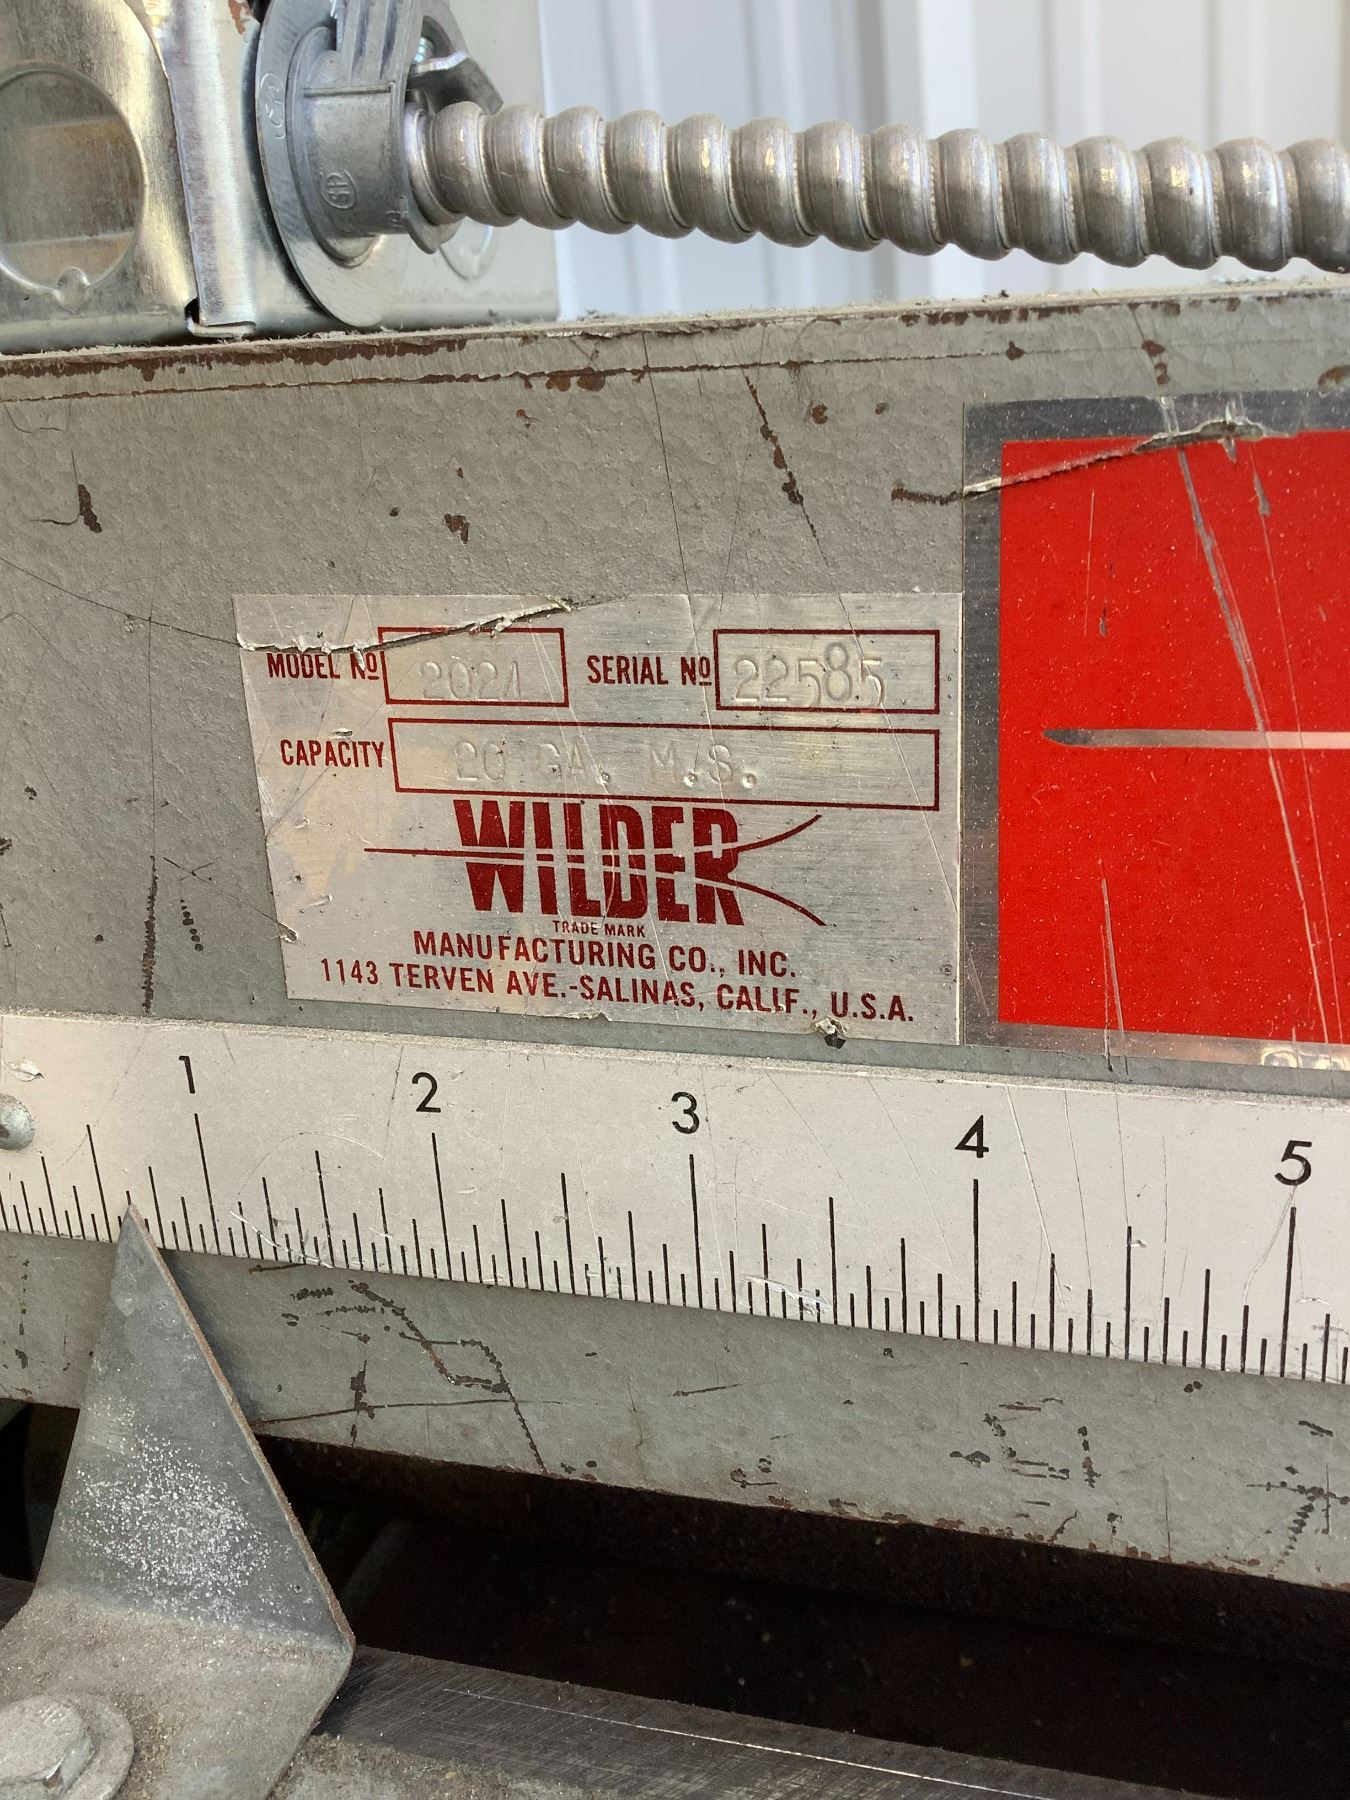 MODEL NO 2024 SERIAL NO 22585
CAPACITY 20 GA. M.S.
WILDER
TRADE MARK
MANUFACTURING CO., INC.
1143 TERVEN AVE.-SALINAS, CALIF., U.S.A.
1 2 3 4 5